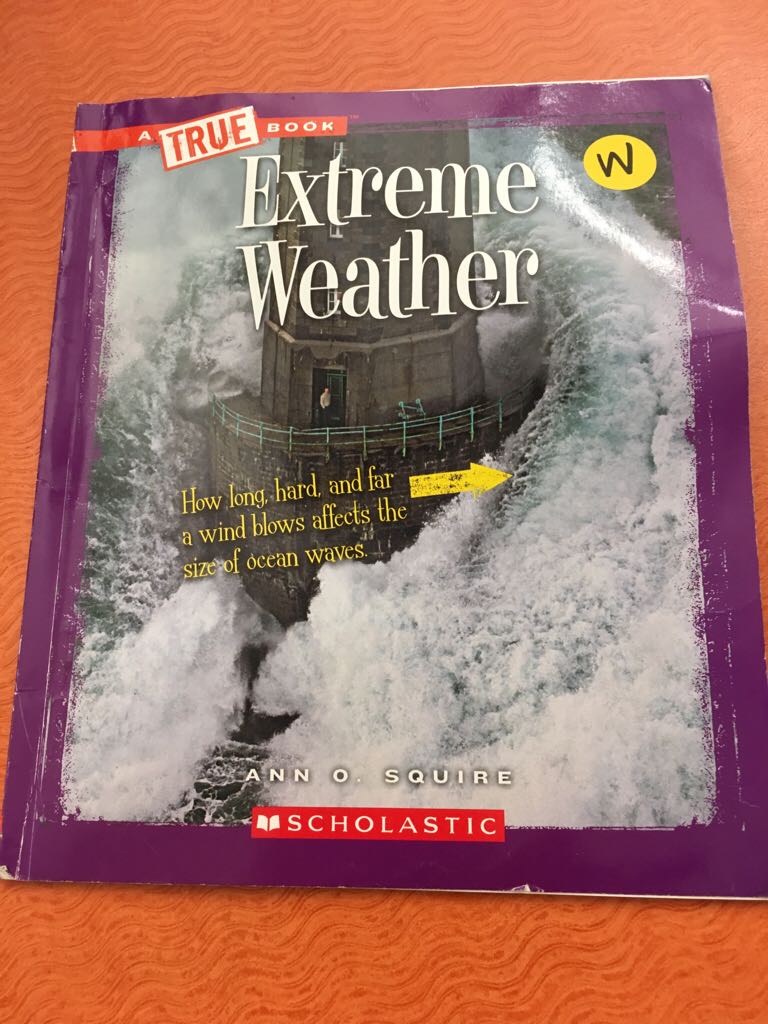 A TRUE BOOK™
W
Extreme
Weather
How long, hard, and far
a wind blows affects the
size of ocean waves.
ANN O. SQUIRE
SCHOLASTIC